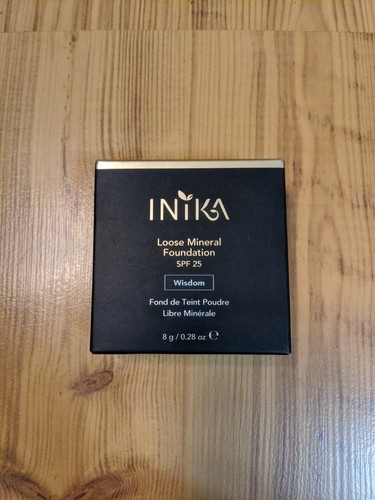 INIKA
Loose Mineral
Foundation
SPF 25
Wisdom
Fond de Teint Poudre
Libre Minérale
8 g / 0.28 oz ℮